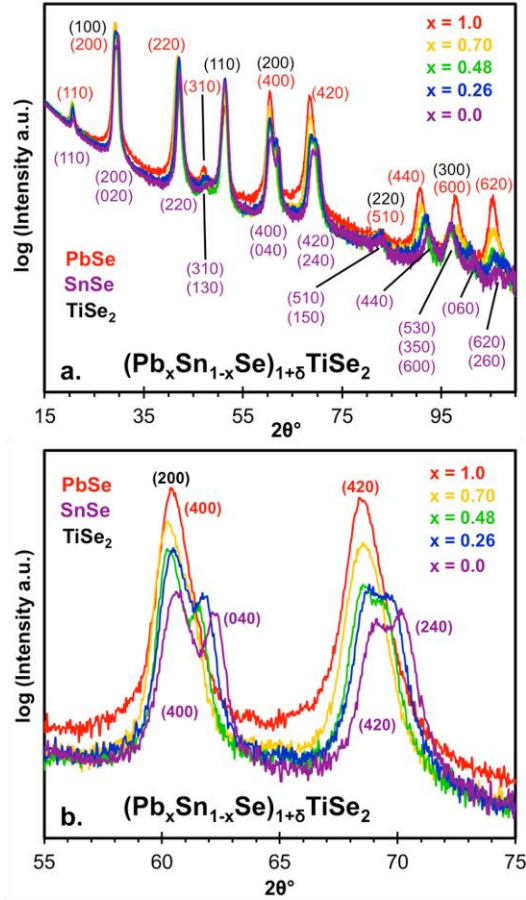 (100)
(200)
(110)
(220)
(310)
(110)
(200)
(400)
(420)
x = 1.0
x = 0.70
x = 0.48
x = 0.26
x = 0.0
(110)
(200)
(020)
(220)
(310)
(130)
(400)
(040)
(420)
(240)
(220)
(510)
(510)
(150)
(440)
(440)
(300)
(600)
(620)
(530)
(350)
(600)
(060)
(620)
(260)
PbSe
SnSe
TiSe₂
a.
(PbₓSn₁₋ₓSe)₁₊δTiSe₂
log (Intensity a.u.)
15 35 55 75 95
2θ°
PbSe
SnSe
TiSe₂
(200)
(400)
(040)
(400)
(420)
(240)
(420)
x = 1.0
x = 0.70
x = 0.48
x = 0.26
x = 0.0
log (Intensity a.u.)
b.
(PbₓSn₁₋ₓSe)₁₊δTiSe₂
55 60 65 70 75
2θ°